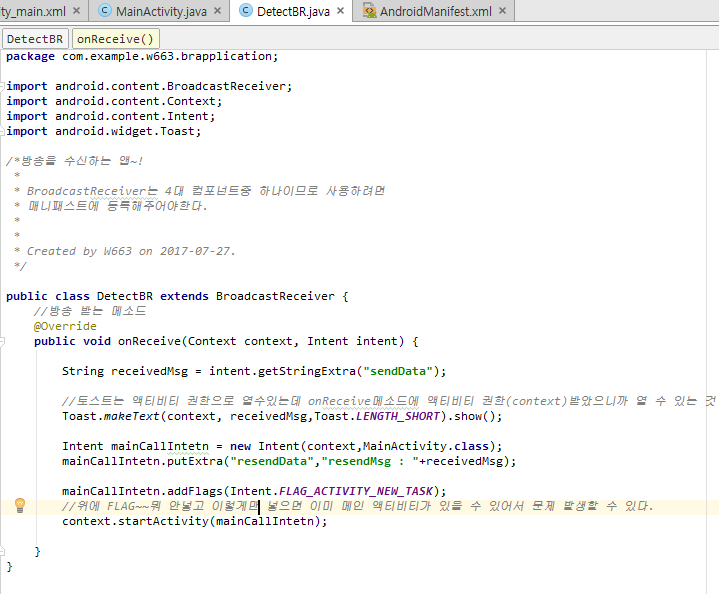 ty_main.xml × MainActivity.java × DetectBR.java × AndroidManifest.xml ×
DetectBR onReceive()
package com.example.w663.brapplication;
import android.content.BroadcastReceiver;
import android.content.Context;
import android.content.Intent;
import android.widget.Toast;
/*방송을 수신하는 앱~!
*
* BroadcastReceiver는 4대 컴포넌트중 하나이므로 사용하려면
* 매니패스트에 등록해주어야한다.
*
*
* Created by W663 on 2017-07-27.
*/
public class DetectBR extends BroadcastReceiver {
//방송 받는 메소드
@Override
public void onReceive(Context context, Intent intent) {
String receivedMsg = intent.getStringExtra("sendData");
//토스트는 액티비티 권한으로 열수있는데 onReceive메소드에 액티비티 권한(context)받았으니까 열 수 있는 것
Toast.makeText(context, receivedMsg,Toast.LENGTH_SHORT).show();
Intent mainCallIntetn = new Intent(context,MainActivity.class);
mainCallIntetn.putExtra("resendData","resendMsg : "+receivedMsg);
mainCallIntetn.addFlags(Intent.FLAG_ACTIVITY_NEW_TASK);
//위에 FLAG~~뭐 안넣고 이렇게만 넣으면 이미 메인 액티비티가 있을 수 있어서 문제 발생할 수 있다.
context.startActivity(mainCallIntetn);
}
}